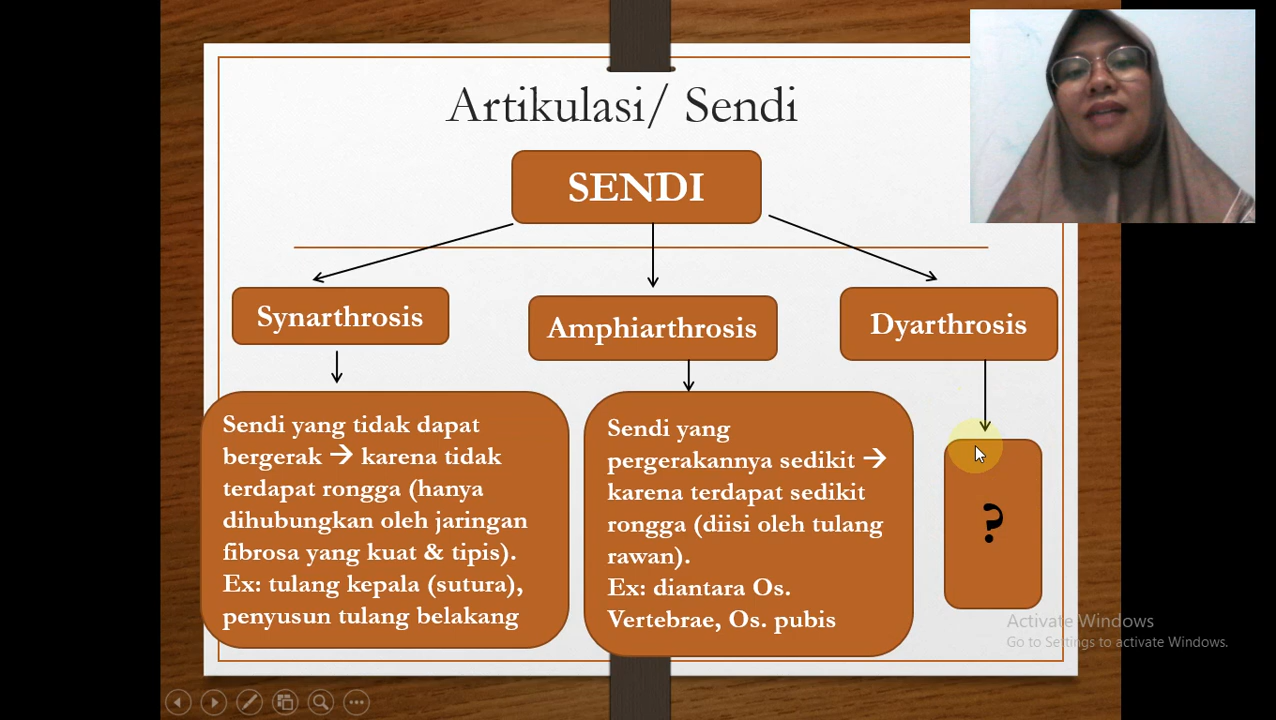 Artikulasi/ Sendi
SENDI
Synarthrosis
Amphiarthrosis
Dyarthrosis
Sendi yang tidak dapat
bergerak → karena tidak
terdapat rongga (hanya
dihubungkan oleh jaringan
fibrosa yang kuat & tipis).
Ex: tulang kepala (sutura),
penyusun tulang belakang
Sendi yang
pergerakannya sedikit →
karena terdapat sedikit
rongga (diisi oleh tulang
rawan).
Ex: diantara Os.
Vertebrae, Os. pubis
?
Activate Windows
Go to Settings to activate Windows.